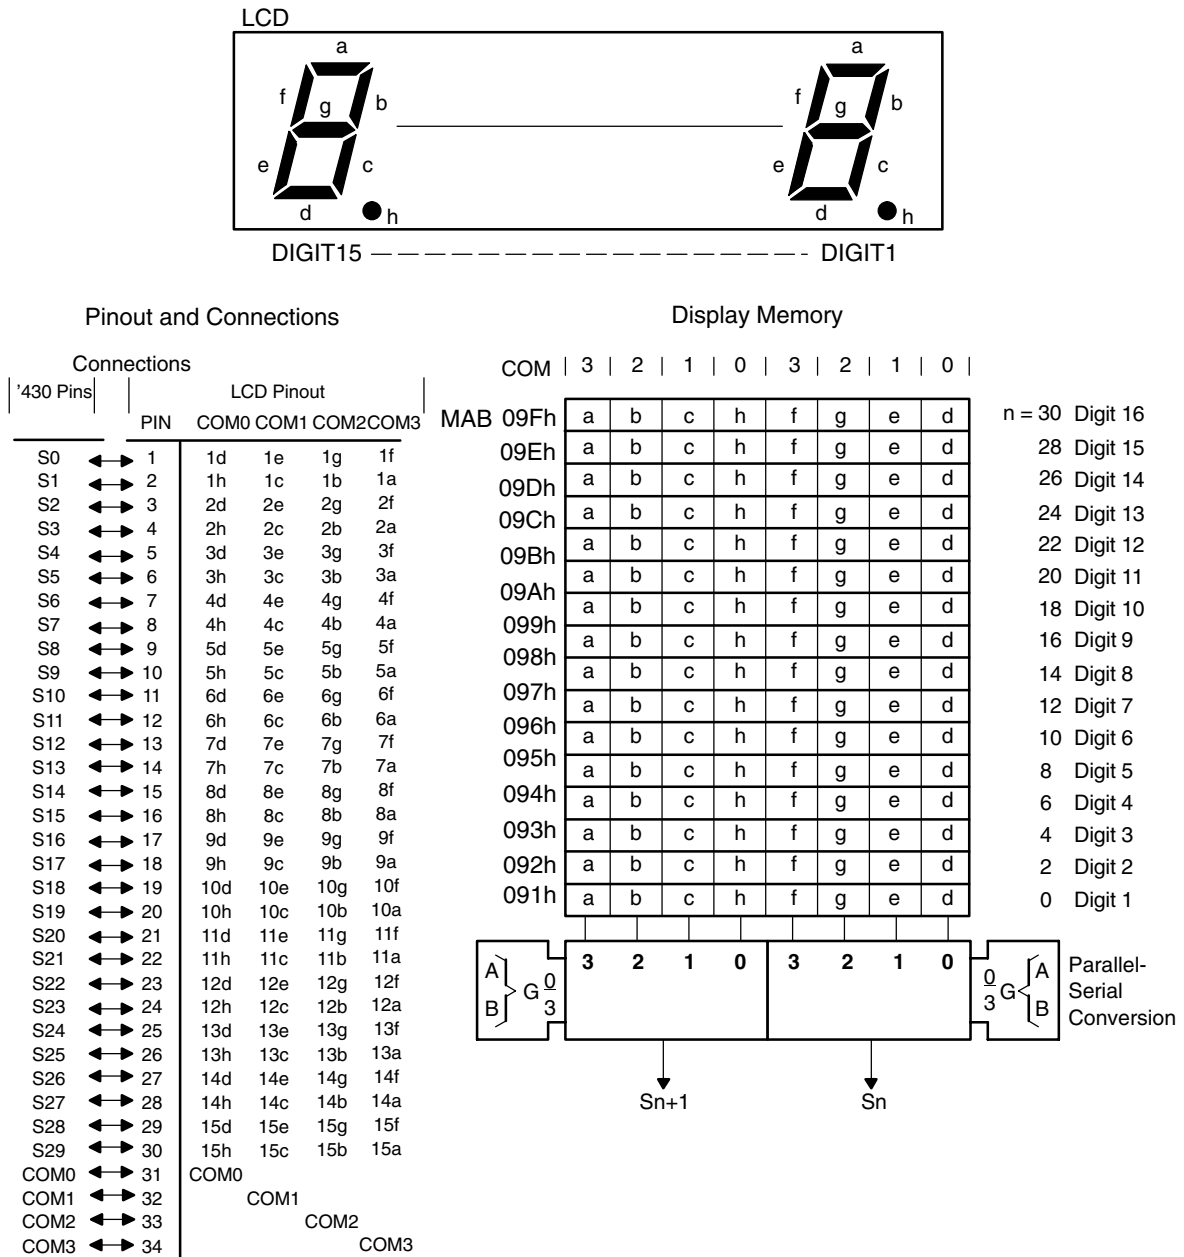 LCD
a a
f g b f g b
e c e c
d h d h
DIGIT15 DIGIT1
Pinout and Connections
Connections
'430 Pins LCD Pinout
PIN COM0 COM1 COM2 COM3
S0 1 1d 1e 1g 1f
S1 2 1h 1c 1b 1a
S2 3 2d 2e 2g 2f
S3 4 2h 2c 2b 2a
S4 5 3d 3e 3g 3f
S5 6 3h 3c 3b 3a
S6 7 4d 4e 4g 4f
S7 8 4h 4c 4b 4a
S8 9 5d 5e 5g 5f
S9 10 5h 5c 5b 5a
S10 11 6d 6e 6g 6f
S11 12 6h 6c 6b 6a
S12 13 7d 7e 7g 7f
S13 14 7h 7c 7b 7a
S14 15 8d 8e 8g 8f
S15 16 8h 8c 8b 8a
S16 17 9d 9e 9g 9f
S17 18 9h 9c 9b 9a
S18 19 10d 10e 10g 10f
S19 20 10h 10c 10b 10a
S20 21 11d 11e 11g 11f
S21 22 11h 11c 11b 11a
S22 23 12d 12e 12g 12f
S23 24 12h 12c 12b 12a
S24 25 13d 13e 13g 13f
S25 26 13h 13c 13b 13a
S26 27 14d 14e 14g 14f
S27 28 14h 14c 14b 14a
S28 29 15d 15e 15g 15f
S29 30 15h 15c 15b 15a
COM0 31 COM0
COM1 32 COM1
COM2 33 COM2
COM3 34 COM3
Display Memory
COM 3 2 1 0 3 2 1 0
MAB 09Fh a b c h f g e d n = 30 Digit 16
09Eh a b c h f g e d 28 Digit 15
09Dh a b c h f g e d 26 Digit 14
09Ch a b c h f g e d 24 Digit 13
09Bh a b c h f g e d 22 Digit 12
09Ah a b c h f g e d 20 Digit 11
099h a b c h f g e d 18 Digit 10
098h a b c h f g e d 16 Digit 9
097h a b c h f g e d 14 Digit 8
096h a b c h f g e d 12 Digit 7
095h a b c h f g e d 10 Digit 6
094h a b c h f g e d 8 Digit 5
093h a b c h f g e d 6 Digit 4
092h a b c h f g e d 4 Digit 3
091h a b c h f g e d 2 Digit 2
a b c h f g e d 0 Digit 1
A B G 0 3 3 2 1 0 3 2 1 0 0 3 G A B
Parallel-
Serial
Conversion
Sn+1 Sn